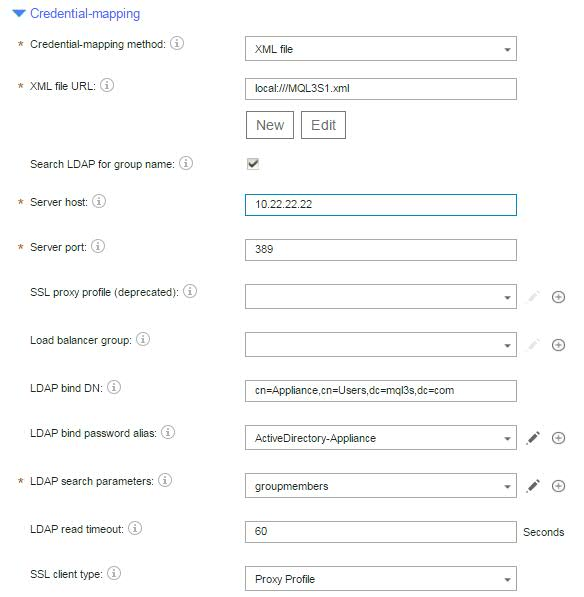 Credential-mapping
* Credential-mapping method: XML file
* XML file URL: local:///MQL3S1.xml
New Edit
Search LDAP for group name:
* Server host: 10.22.22.22
* Server port: 389
SSL proxy profile (deprecated):
Load balancer group:
LDAP bind DN: cn=Appliance,cn=Users,dc=mql3s,dc=com
LDAP bind password alias: ActiveDirectory-Appliance
* LDAP search parameters: groupmembers
LDAP read timeout: 60 Seconds
SSL client type: Proxy Profile